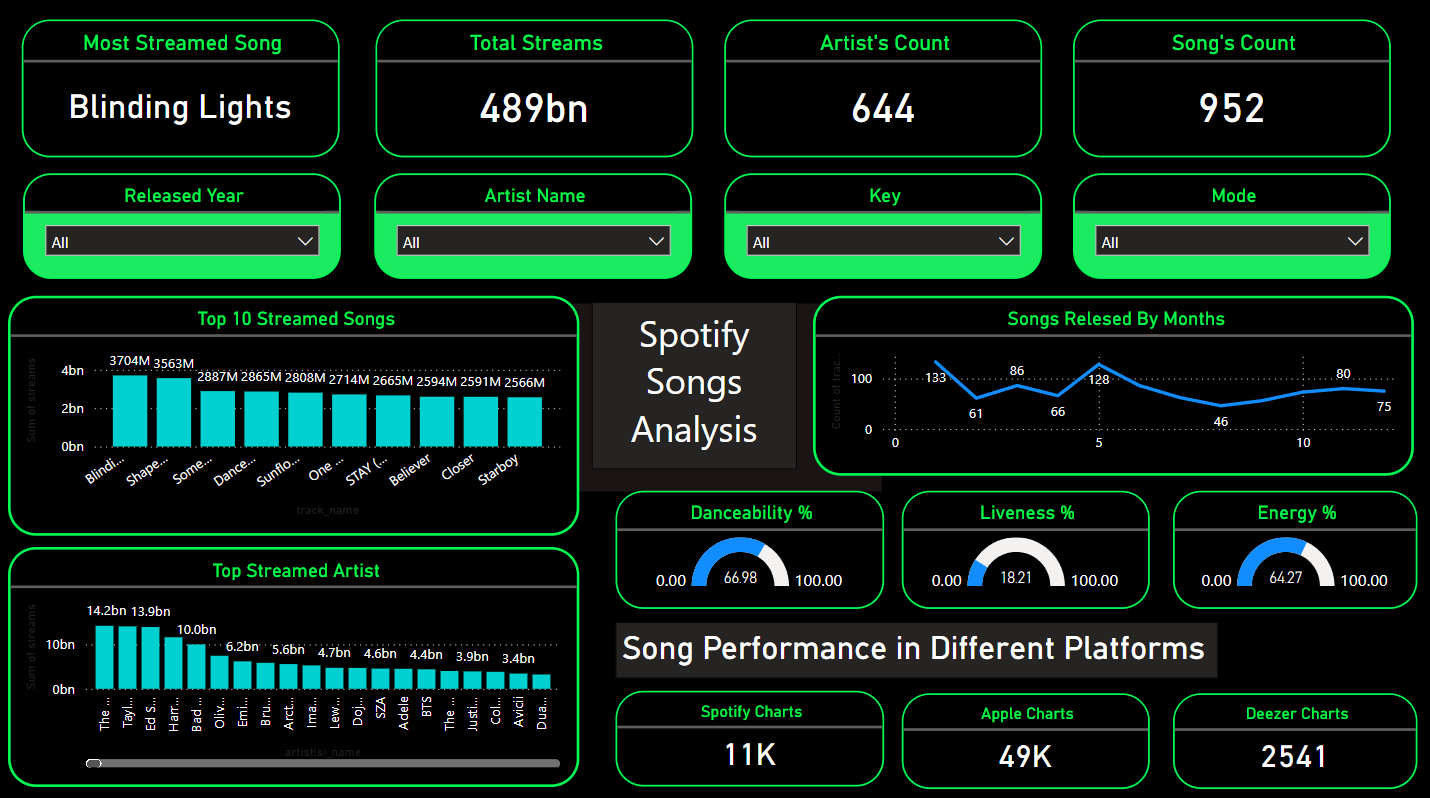 Most Streamed Song
Blinding Lights
Total Streams
489bn
Artist's Count
644
Song's Count
952
Released Year
All
Artist Name
All
Key
All
Mode
All
Top 10 Streamed Songs
Sum of streams
4bn
2bn
0bn
3704M 3563M 2887M 2865M 2808M 2714M 2665M 2594M 2591M 2566M
Blindi... Shape... Some... Dance... Sunflo... One ... STAY (... Believer Closer Starboy
track_name
Spotify
Songs
Analysis
Songs Relesed By Months
Count of trac...
100
0
133 61 86 66 128 46 80 75
0 5 10
Top Streamed Artist
Sum of streams
10bn
0bn
14.2bn 13.9bn 10.0bn 6.2bn 5.6bn 4.7bn 4.6bn 4.4bn 3.9bn 3.4bn
The ... Tayl... Ed S... Harr... Bad ... Oliv... Emi... Bru... Arct... Ima... Lew... Doj... SZA Adele BTS The ... Justi... Col... Avicii Dua...
artist(s)_name
Danceability %
0.00 66.98 100.00
Liveness %
0.00 18.21 100.00
Energy %
0.00 64.27 100.00
Song Performance in Different Platforms
Spotify Charts
11K
Apple Charts
49K
Deezer Charts
2541